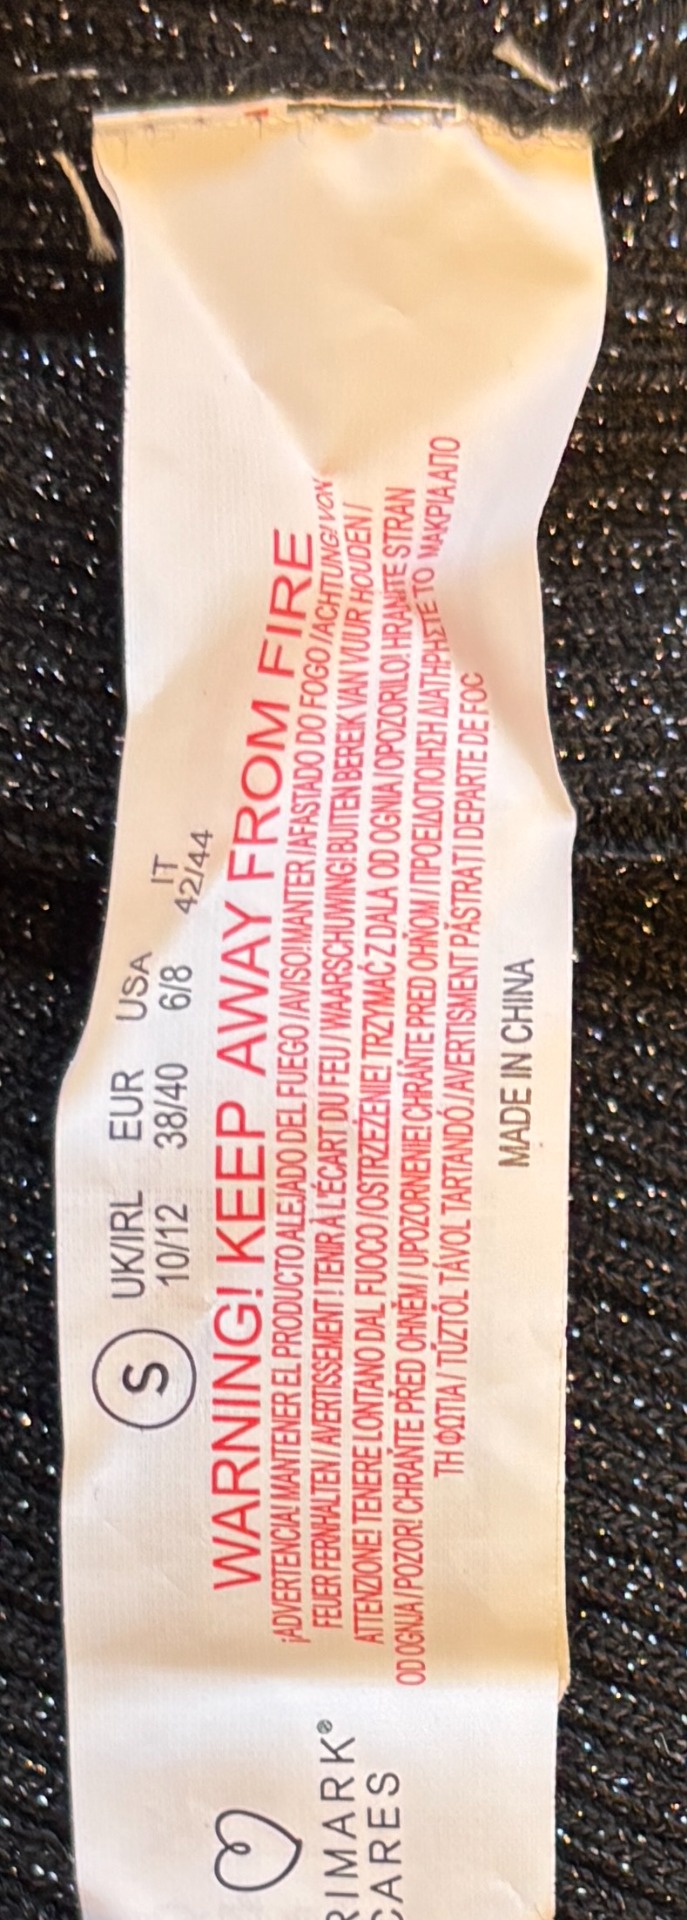 S
UK/IRL EUR USA IT
10/12 38/40 6/8 42/44
WARNING! KEEP AWAY FROM FIRE
¡ADVERTENCIA! MANTENER EL PRODUCTO ALEJADO DEL FUEGO / AVISO! MANTER AFASTADO DO FOGO / ACHTUNG! VON
FEUER FERNHALTEN / AVERTISSEMENT ! TENIR À L'ÉCART DU FEU / WAARSCHUWING! BUITEN BEREIK VAN VUUR HOUDEN /
ATTENZIONE! TENERE LONTANO DAL FUOCO / OSTRZEŻENIE! TRZYMAĆ Z DALA OD OGNIA / OPOZORILO! HRANITE STRAN
OD OGNJA / POZOR! CHRAŇTE PŘED OHNĚM / UPOZORNENIE! CHRÁŇTE PRED OHŇOM / ΠΡΟΕΙΔΟΠΟΙΗΣΗ ΔΙΑΤΗΡΗΣΤΕ ΤΟ ΜΑΚΡΙΑ ΑΠΟ
ΤΗ ΦΩΤΙΑ / TŰZTŐL TÁVOL TARTANDÓ / AVERTISMENT PĂSTRAȚI DEPARTE DE FOC
MADE IN CHINA
RIMARK®
CARES